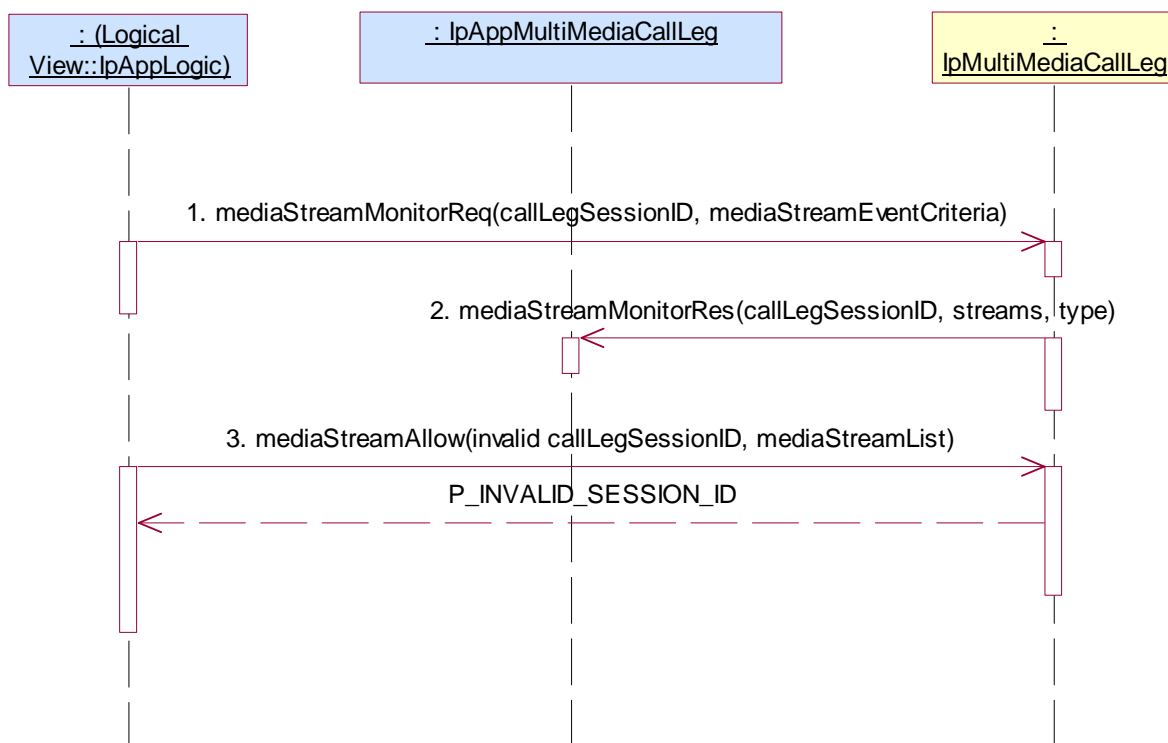 : (Logical
View::IpAppLogic)
: IpAppMultiMediaCallLeg
:
IpMultiMediaCallLeg
1. mediaStreamMonitorReq(callLegSessionID, mediaStreamEventCriteria)
2. mediaStreamMonitorRes(callLegSessionID, streams, type)
3. mediaStreamAllow(invalid callLegSessionID, mediaStreamList)
P_INVALID_SESSION_ID